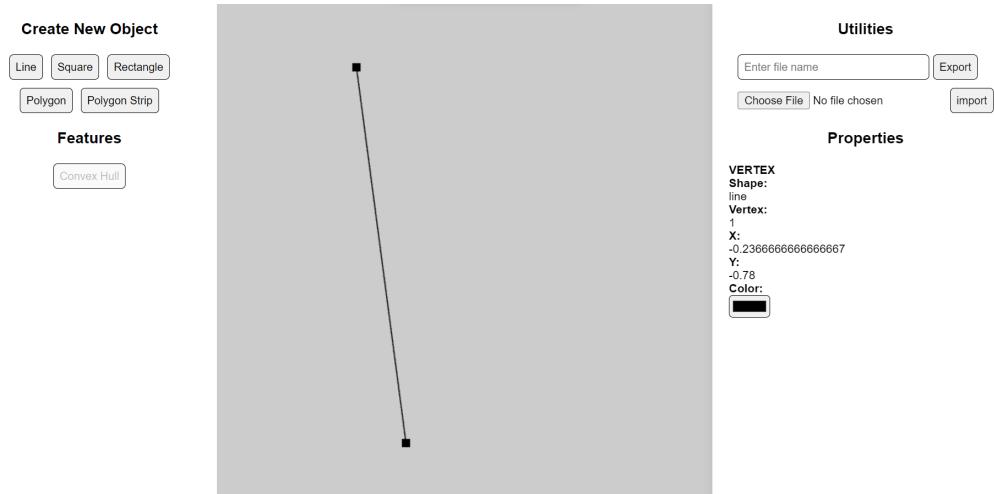 Create New Object
Line Square Rectangle
Polygon Polygon Strip
Features
Convex Hull
Utilities
Enter file name Export
Choose File No file chosen import
Properties
VERTEX
Shape:
line
Vertex:
1
X:
-0.2366666666666667
Y:
-0.78
Color: